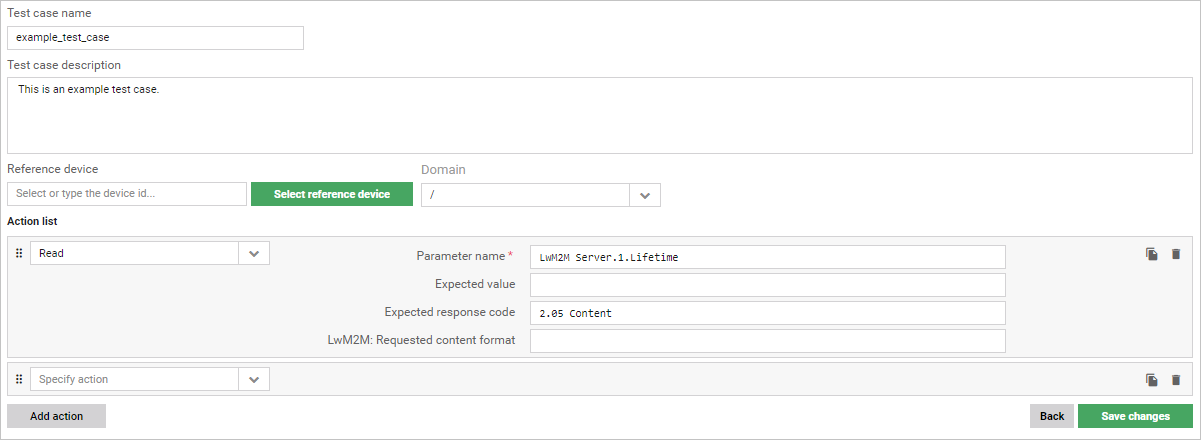 Test case name
example_test_case
Test case description
This is an example test case.
Reference device
Domain
Select or type the device id...
Select reference device
/
Action list
Read
Parameter name *
LwM2M Server.1.Lifetime
Expected value
Expected response code
2.05 Content
LwM2M: Requested content format
Specify action
Add action
Back
Save changes